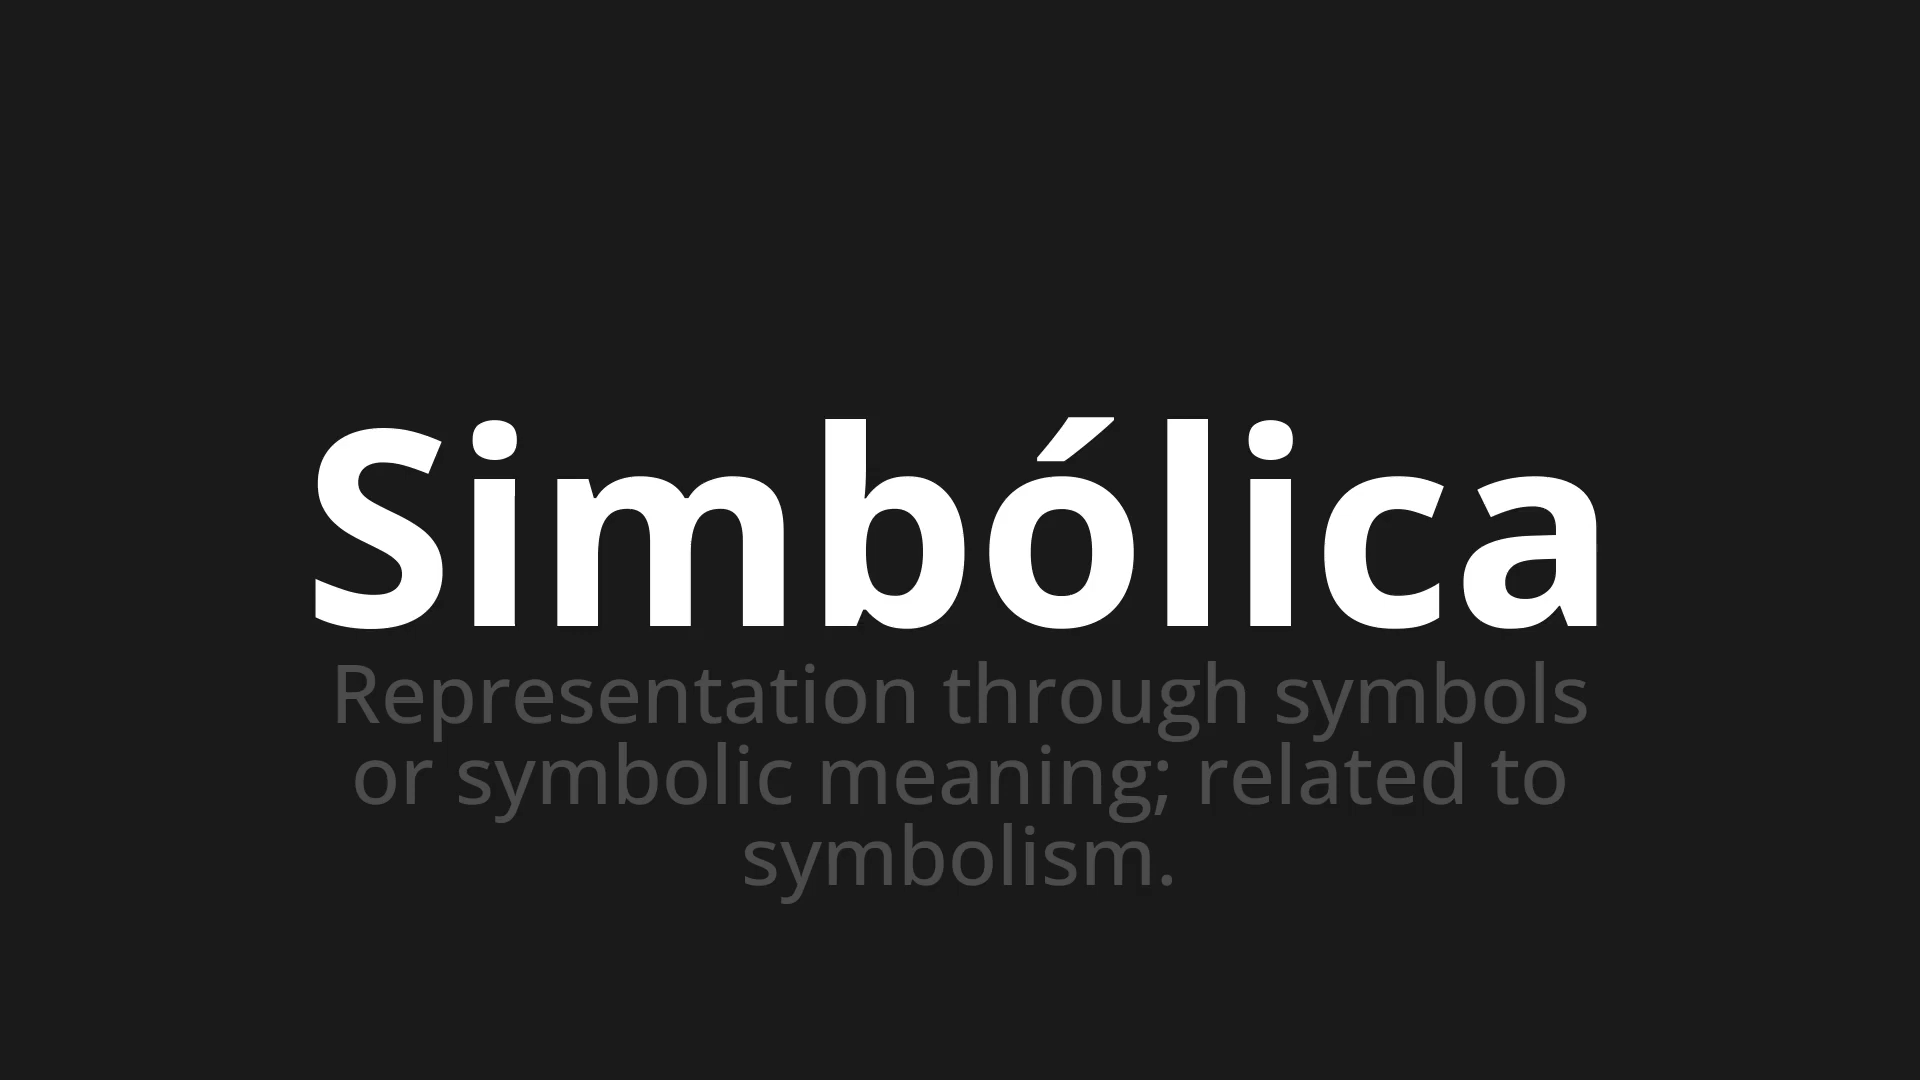 Simbólica
Representation through symbols
or symbolic meaning; related to
symbolism.